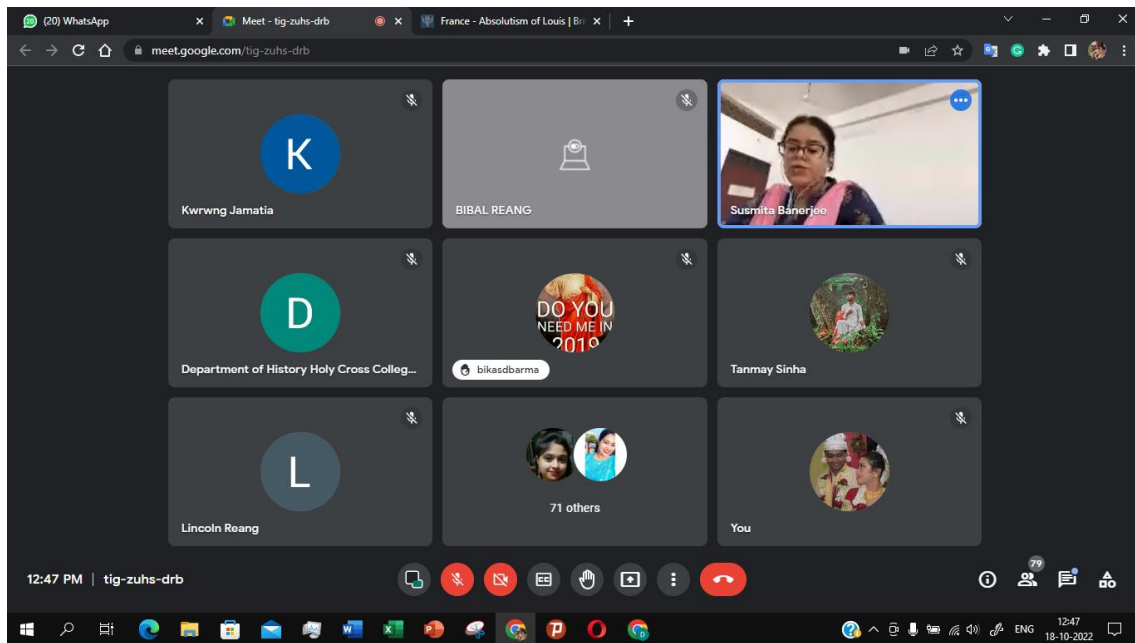 (20) WhatsApp
Meet - tig-zuhs-drb
France - Absolutism of Louis | Bri
meet.google.com/tig-zuhs-drb
K
Kwrwng Jamatia
BIBAL REANG
Susmita Banerjee
D
Department of History Holy Cross Colleg...
DO YOU
NEED ME IN
2019
bikasdbarma
Tanmay Sinha
L
Lincoln Reang
71 others
You
12:47 PM | tig-zuhs-drb
79
ENG
12:47
18-10-2022